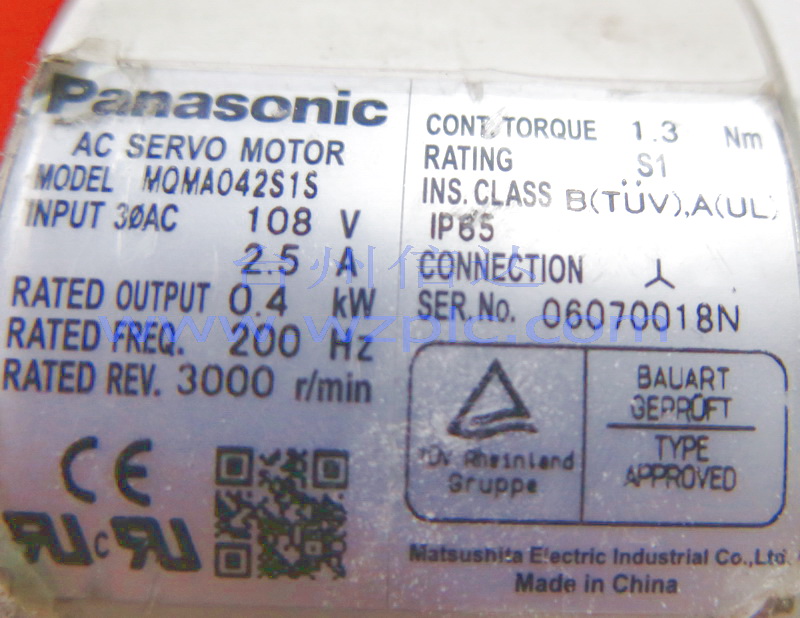 Panasonic
AC SERVO MOTOR
MODEL MQMA042S1S
INPUT 3ØAC 108 V
2.5 A
RATED OUTPUT 0.4 kW
RATED FREQ. 200 Hz
RATED REV. 3000 r/min
CONT. TORQUE 1.3 Nm
RATING S1
INS. CLASS B(TÜV),A(UL)
IP65
CONNECTION
SER. No. 06070018N
台州信达
www.wzplc.com
TÜV Rheinland
Gruppe
BAUART
GEPRÜFT
TYPE
APPROVED
CE
c
Matsushita Electric Industrial Co.,Ltd.
Made in China